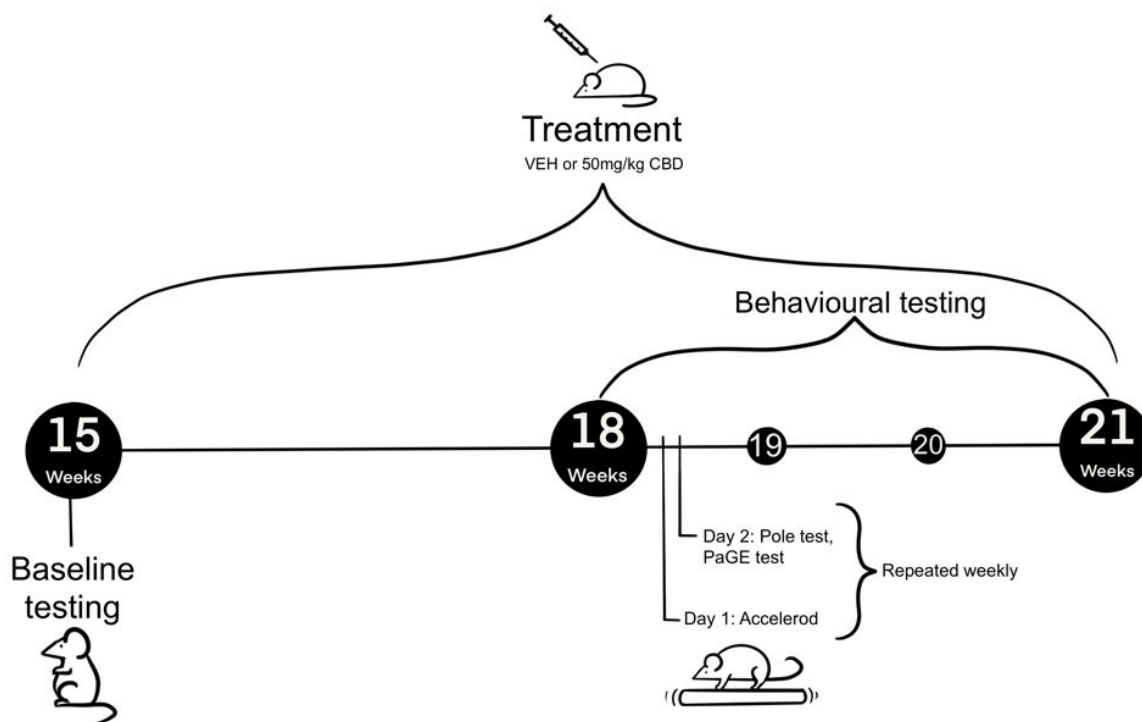 Treatment
VEH or 50mg/kg CBD
Behavioural testing
15
Weeks
18
Weeks
19
20
21
Weeks
Baseline
testing
Day 2: Pole test,
PaGE test
Repeated weekly
Day 1: Accelerod